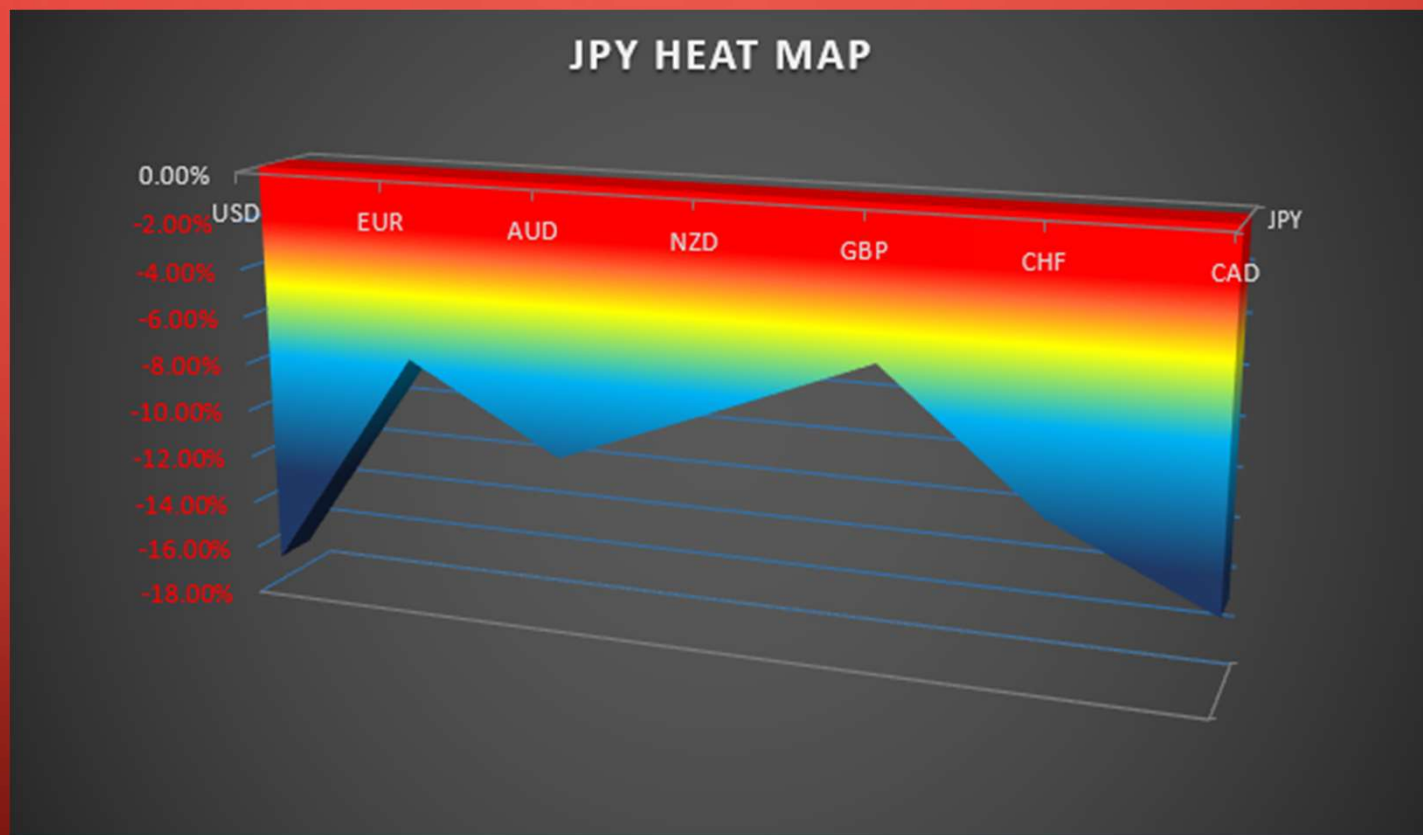 JPY HEAT MAP
0.00%
-2.00%
-4.00%
-6.00%
-8.00%
-10.00%
-12.00%
-14.00%
-16.00%
-18.00%
USD
EUR
AUD
NZD
GBP
CHF
CAD
JPY